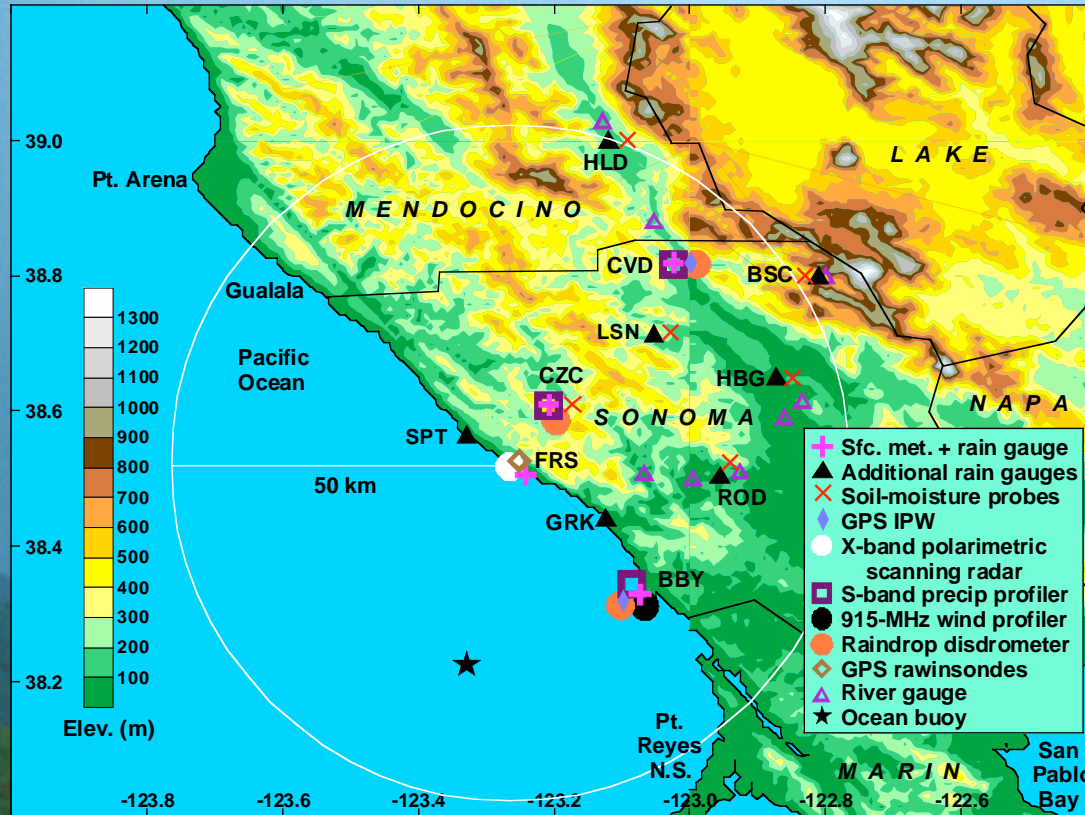 39.0
38.8
38.6
38.4
38.2
Pt. Arena
HLD
LAKE
MENDOCINO
CVD
BSC
Gualala
LSN
Pacific
Ocean
CZC
HBG
NAPA
SONOMA
SPT
FRS
50 km
ROD
GRK
BBY
1300
1200
1100
1000
900
800
700
600
500
400
300
200
100
Elev. (m)
Sfc. met. + rain gauge
Additional rain gauges
Soil-moisture probes
GPS IPW
X-band polarimetric
scanning radar
S-band precip profiler
915-MHz wind profiler
Raindrop disdrometer
GPS rawinsondes
River gauge
Ocean buoy
Pt.
Reyes
N.S.
MARIN
San
Pablo
Bay
-123.8
-123.6
-123.4
-123.2
-123.0
-122.8
-122.6